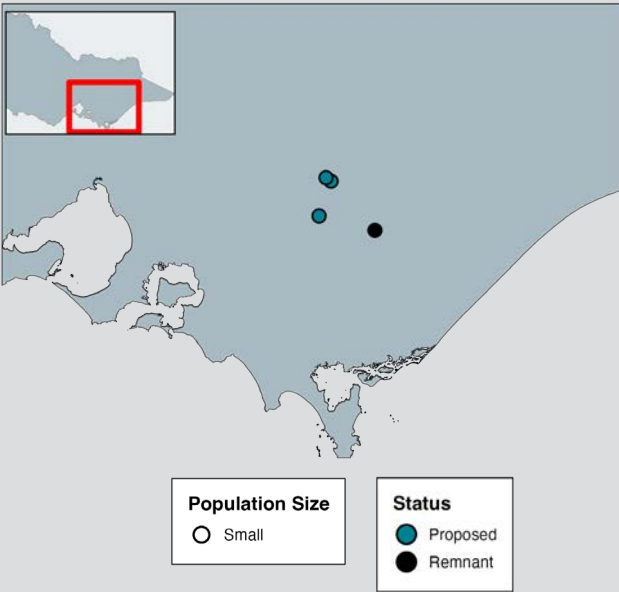 Population Size
Small
Status
Proposed
Remnant